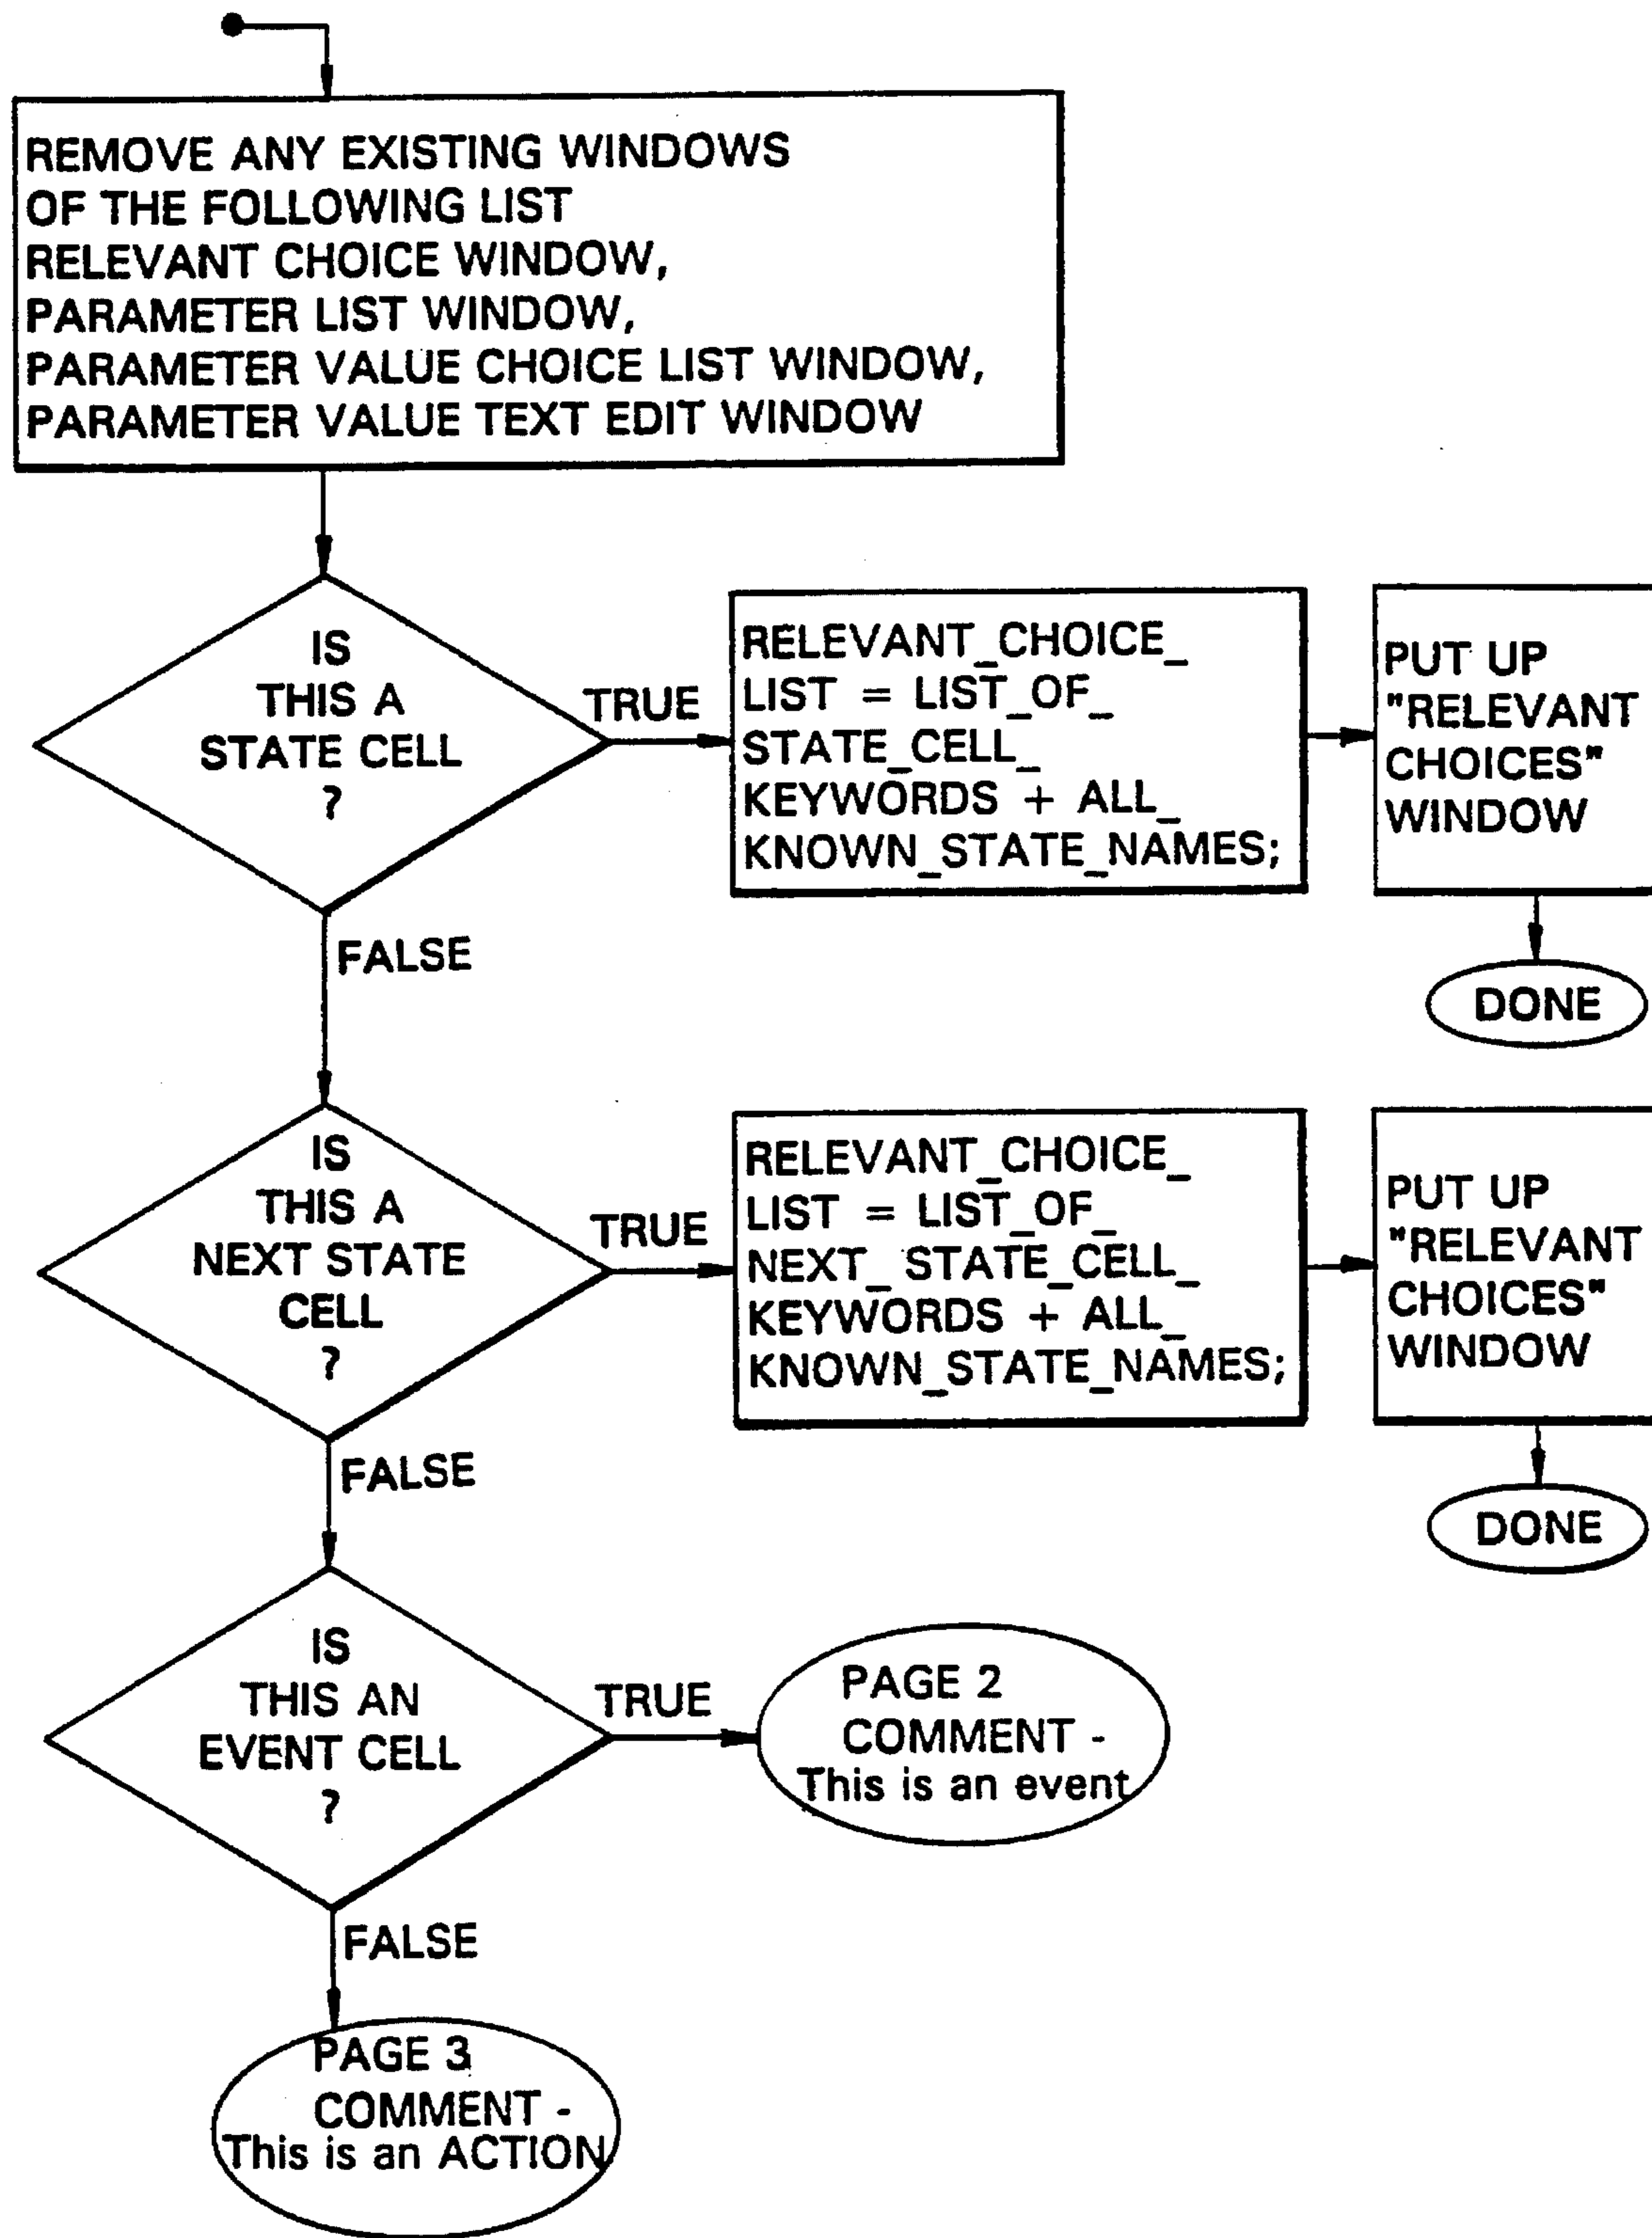 REMOVE ANY EXISTING WINDOWS
OF THE FOLLOWING LIST
RELEVANT CHOICE WINDOW,
PARAMETER LIST WINDOW,
PARAMETER VALUE CHOICE LIST WINDOW,
PARAMETER VALUE TEXT EDIT WINDOW
IS
THIS A
STATE CELL
?
TRUE
RELEVANT_CHOICE_
LIST = LIST_OF_
STATE_CELL_
KEYWORDS + ALL_
KNOWN_STATE_NAMES;
PUT UP
"RELEVANT
CHOICES"
WINDOW
DONE
FALSE
IS
THIS A
NEXT STATE
CELL
?
TRUE
RELEVANT_CHOICE_
LIST = LIST_OF_
NEXT_ STATE_CELL_
KEYWORDS + ALL_
KNOWN_STATE_NAMES;
PUT UP
"RELEVANT
CHOICES"
WINDOW
DONE
FALSE
IS
THIS AN
EVENT CELL
?
TRUE
PAGE 2
COMMENT -
This is an event
FALSE
PAGE 3
COMMENT -
This is an ACTION